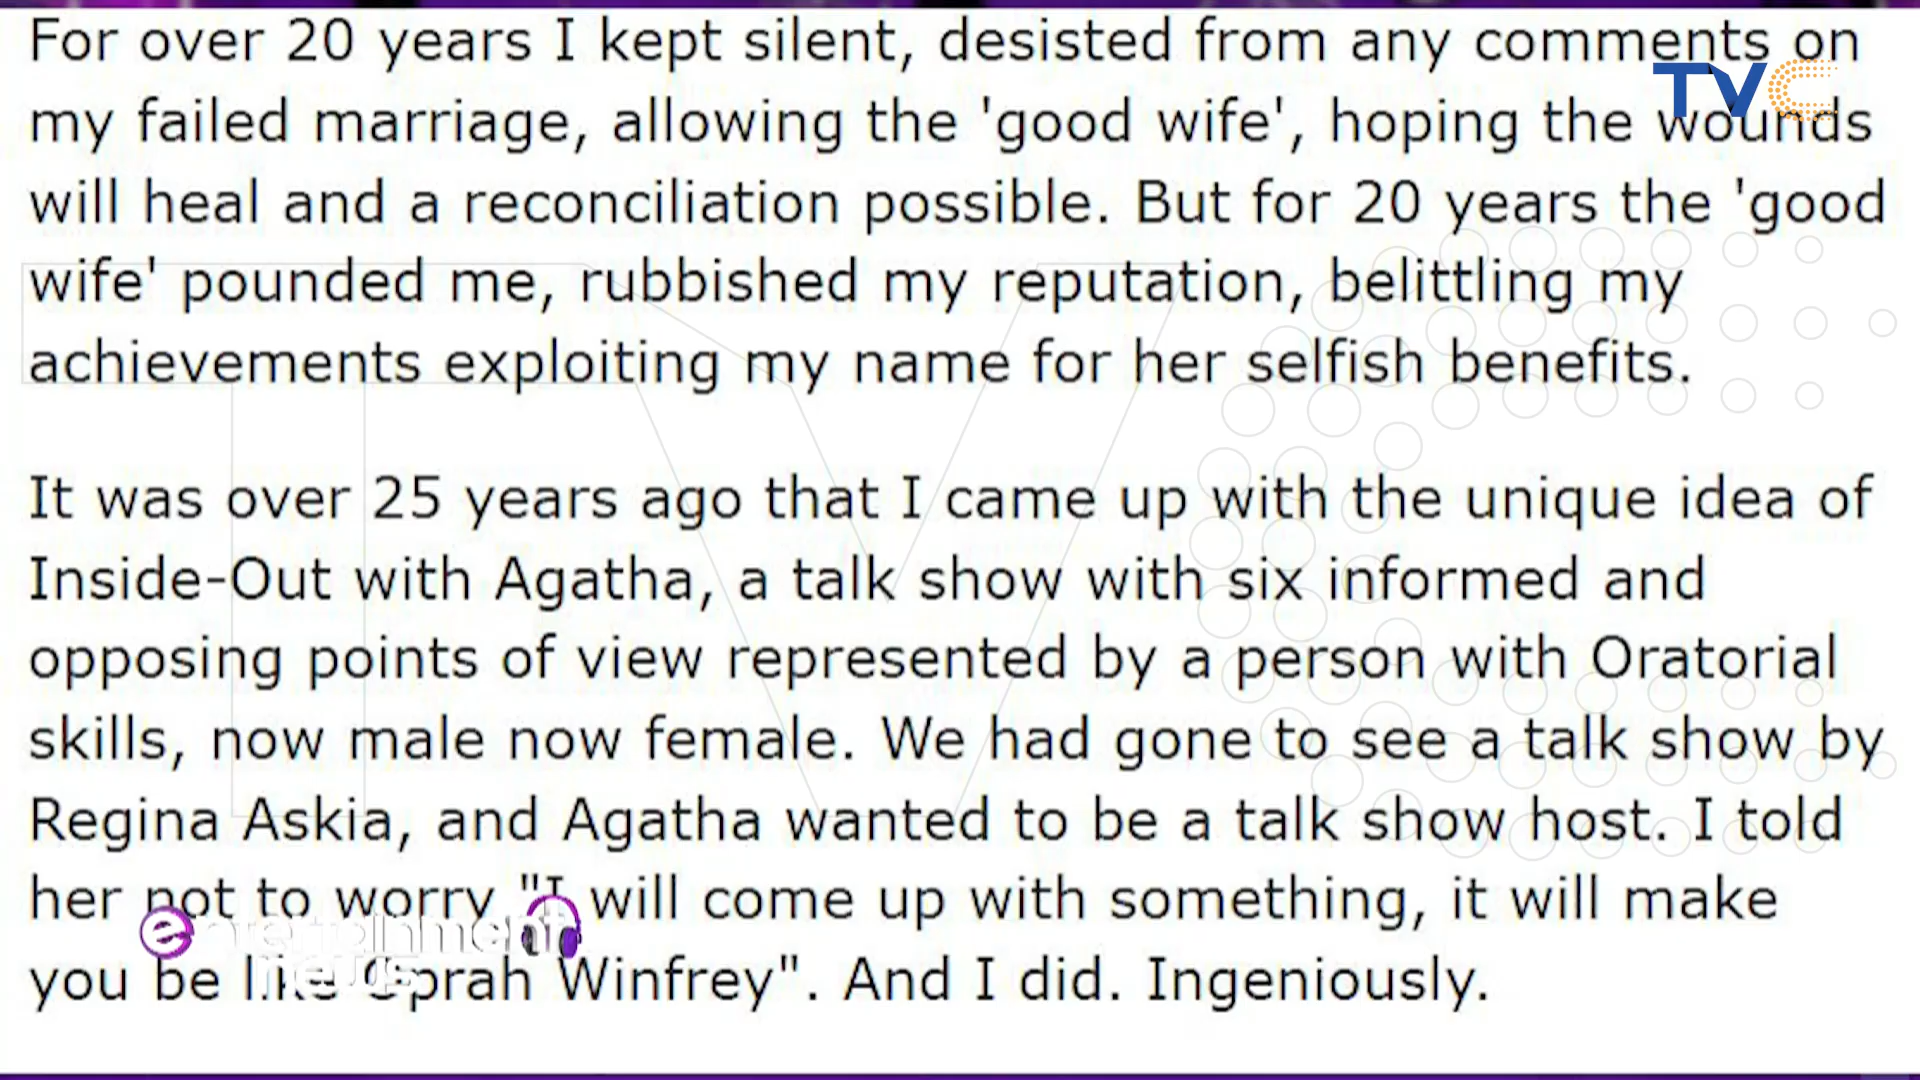 For over 20 years I kept silent, desisted from any comments on
TVC
my failed marriage, allowing the 'good wife', hoping the wounds
will heal and a reconciliation possible. But for 20 years the 'good
wife' pounded me, rubbished my reputation, belittling my
achievements exploiting my name for her selfish benefits.
It was over 25 years ago that I came up with the unique idea of
Inside-Out with Agatha, a talk show with six informed and
opposing points of view represented by a person with Oratorial
skills, now male now female. We had gone to see a talk show by
Regina Askia, and Agatha wanted to be a talk show host. I told
her not to worry "I will come up with something, it will make
entertainment
news
you be like Oprah Winfrey". And I did. Ingeniously.